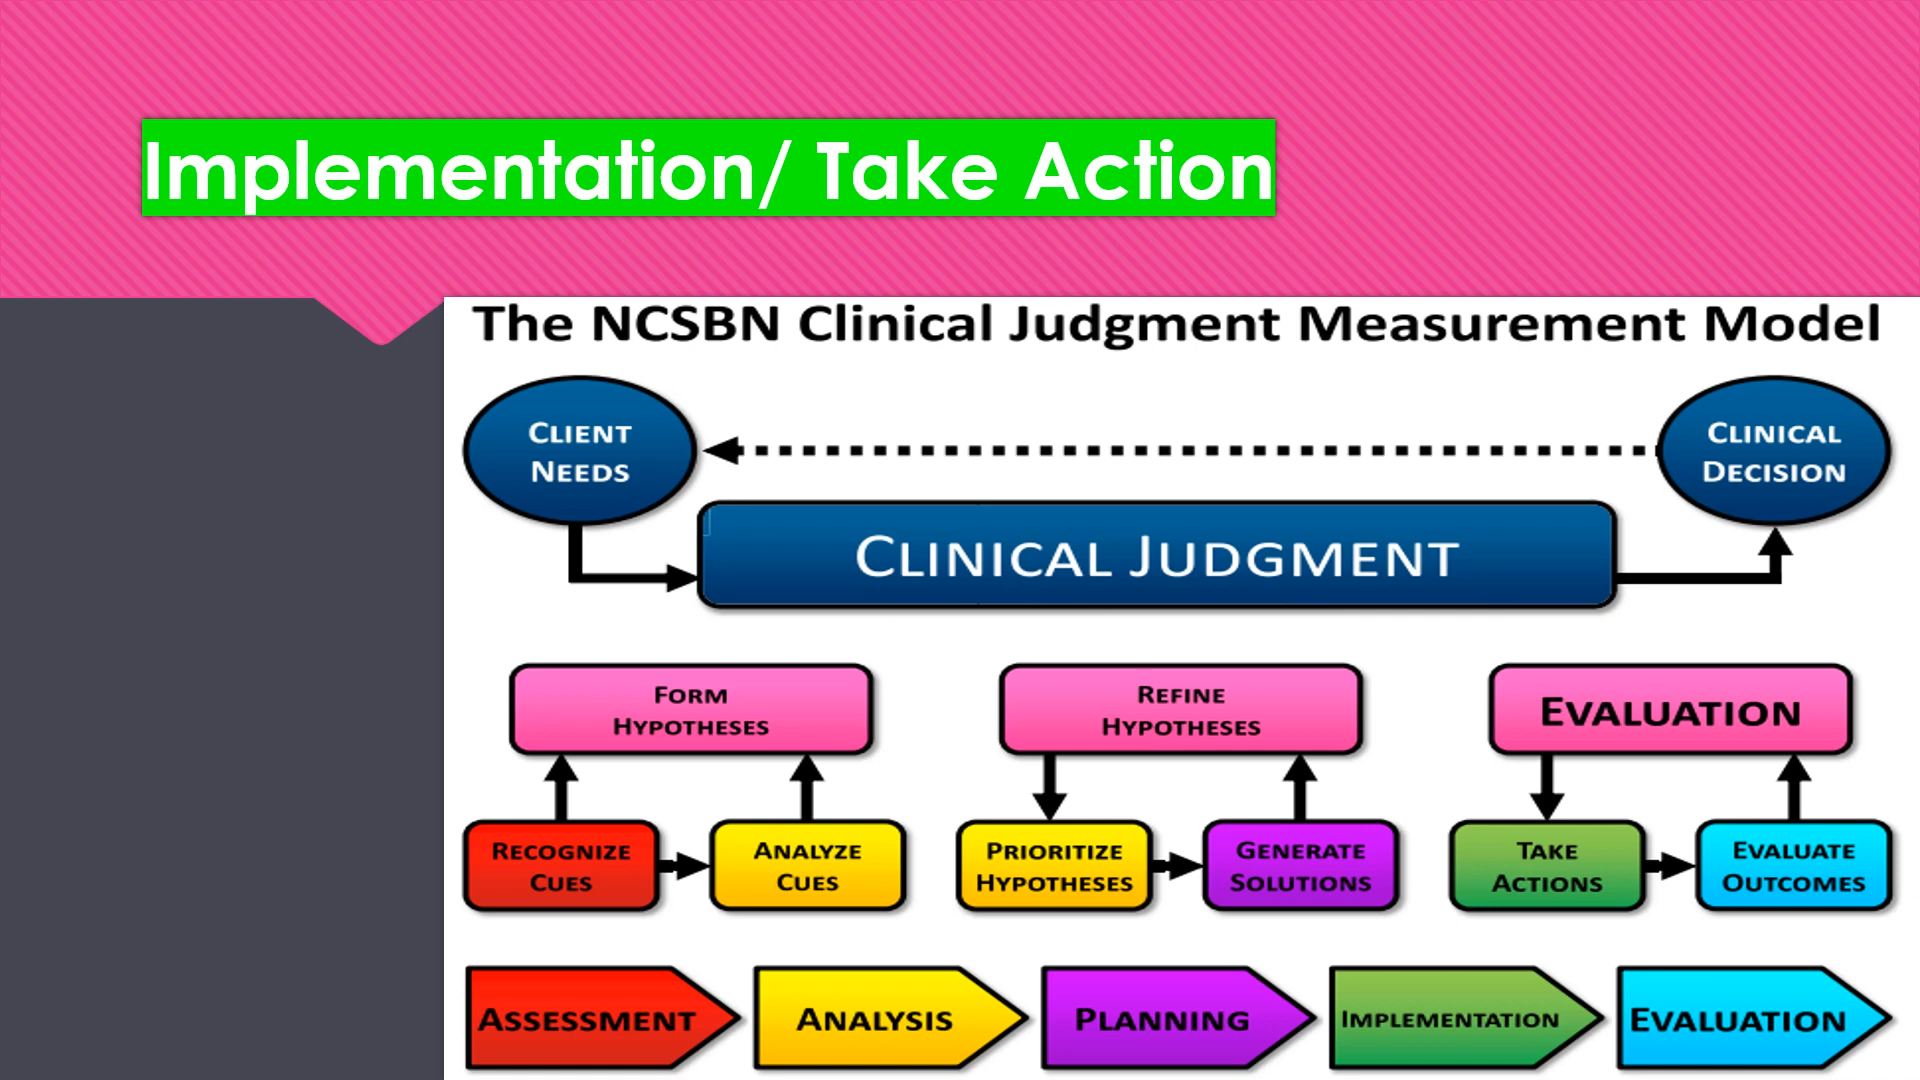 Implementation/ Take Action
The NCSBN Clinical Judgment Measurement Model
CLIENT
NEEDS
CLINICAL
DECISION
CLINICAL JUDGMENT
FORM
HYPOTHESES
REFINE
HYPOTHESES
EVALUATION
RECOGNIZE
CUES
ANALYZE
CUES
PRIORITIZE
HYPOTHESES
GENERATE
SOLUTIONS
TAKE
ACTIONS
EVALUATE
OUTCOMES
ASSESSMENT
ANALYSIS
PLANNING
IMPLEMENTATION
EVALUATION